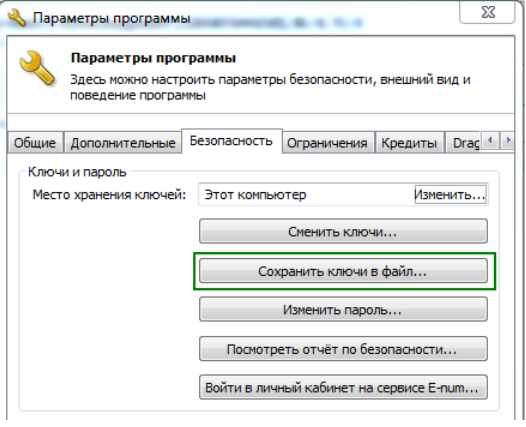 Параметры программы
Параметры программы
Здесь можно настроить параметры безопасности, внешний вид и
поведение программы
Общие Дополнительные Безопасность Ограничения Кредиты Drag
Ключи и пароль
Место хранения ключей: Этот компьютер Изменить...
Сменить ключи...
Сохранить ключи в файл...
Изменить пароль...
Посмотреть отчёт по безопасности...
Войти в личный кабинет на сервисе E-num...